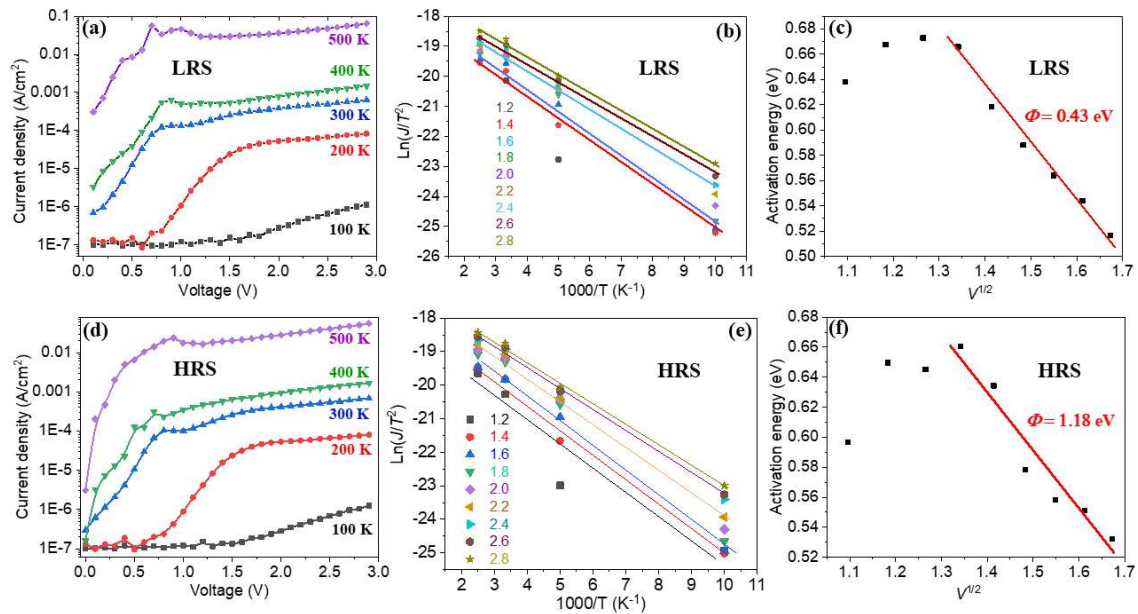 (a)
LRS
500 K
400 K
300 K
200 K
100 K
0.1
0.01
0.001
1E-4
1E-5
1E-6
1E-7
0.0 0.5 1.0 1.5 2.0 2.5 3.0
Current density (A/cm²)
Voltage (V)
(b)
LRS
1.2
1.4
1.6
1.8
2.0
2.2
2.4
2.6
2.8
-18
-19
-20
-21
-22
-23
-24
-25
-26
2 3 4 5 6 7 8 9 10 11
Ln(J/T²)
1000/T (K⁻¹)
(c)
LRS
Φ = 0.43 eV
0.68
0.66
0.64
0.62
0.60
0.58
0.56
0.54
0.52
0.50
1.1 1.2 1.3 1.4 1.5 1.6 1.7
Activation energy (eV)
V^1/2
(d)
HRS
500 K
400 K
300 K
200 K
100 K
0.01
0.001
1E-4
1E-5
1E-6
1E-7
0.0 0.5 1.0 1.5 2.0 2.5 3.0
Current density (A/cm²)
Voltage (V)
(e)
HRS
1.2
1.4
1.6
1.8
2.0
2.2
2.4
2.6
2.8
-18
-19
-20
-21
-22
-23
-24
-25
2 3 4 5 6 7 8 9 10 11
Ln(J/T²)
1000/T (K⁻¹)
(f)
HRS
Φ = 1.18 eV
0.68
0.66
0.64
0.62
0.60
0.58
0.56
0.54
0.52
1.1 1.2 1.3 1.4 1.5 1.6 1.7
Activation energy (eV)
V^1/2